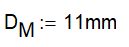 D_M := 11mm